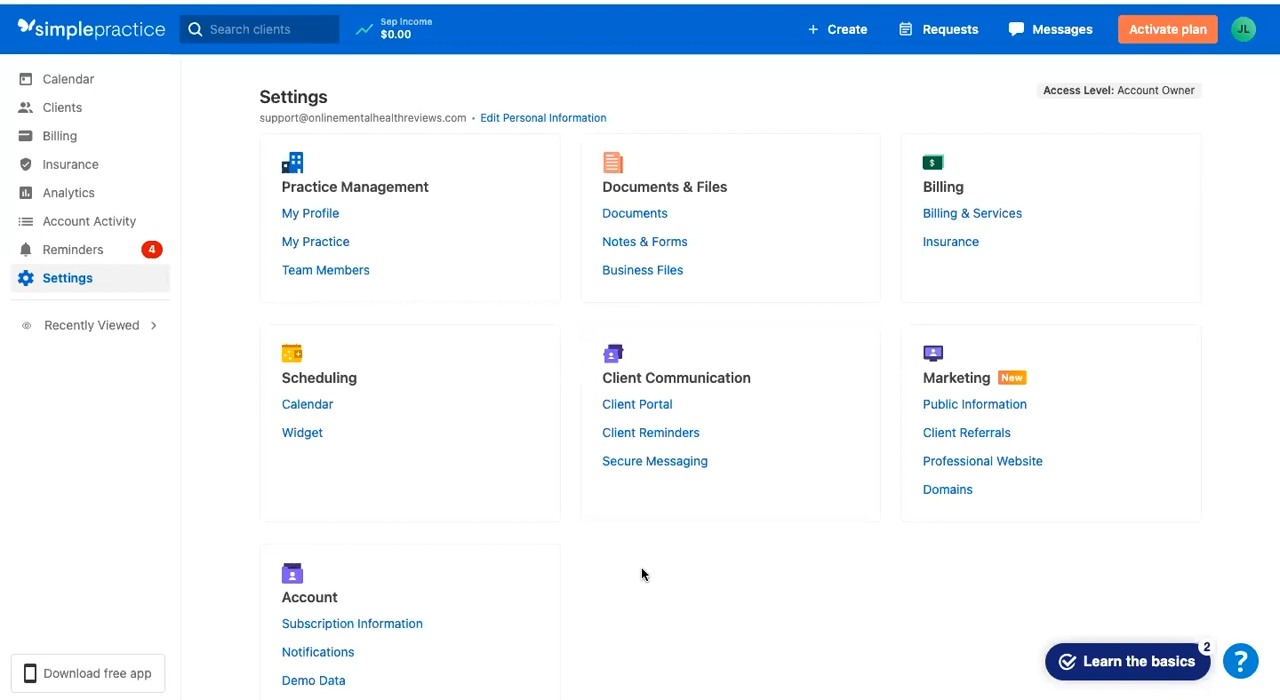 simplepractice
Search clients
Sep Income
$0.00
+ Create
Requests
Messages
Activate plan
JL
Calendar
Clients
Billing
Insurance
Analytics
Account Activity
Reminders
4
Settings
Recently Viewed
Download free app
Settings
Access Level: Account Owner
support@onlinementalhealthreviews.com • Edit Personal Information
Practice Management
My Profile
My Practice
Team Members
Documents & Files
Documents
Notes & Forms
Business Files
$
Billing
Billing & Services
Insurance
Scheduling
Calendar
Widget
Client Communication
Client Portal
Client Reminders
Secure Messaging
Marketing New
Public Information
Client Referrals
Professional Website
Domains
Account
Subscription Information
Notifications
Demo Data
Learn the basics
2
?